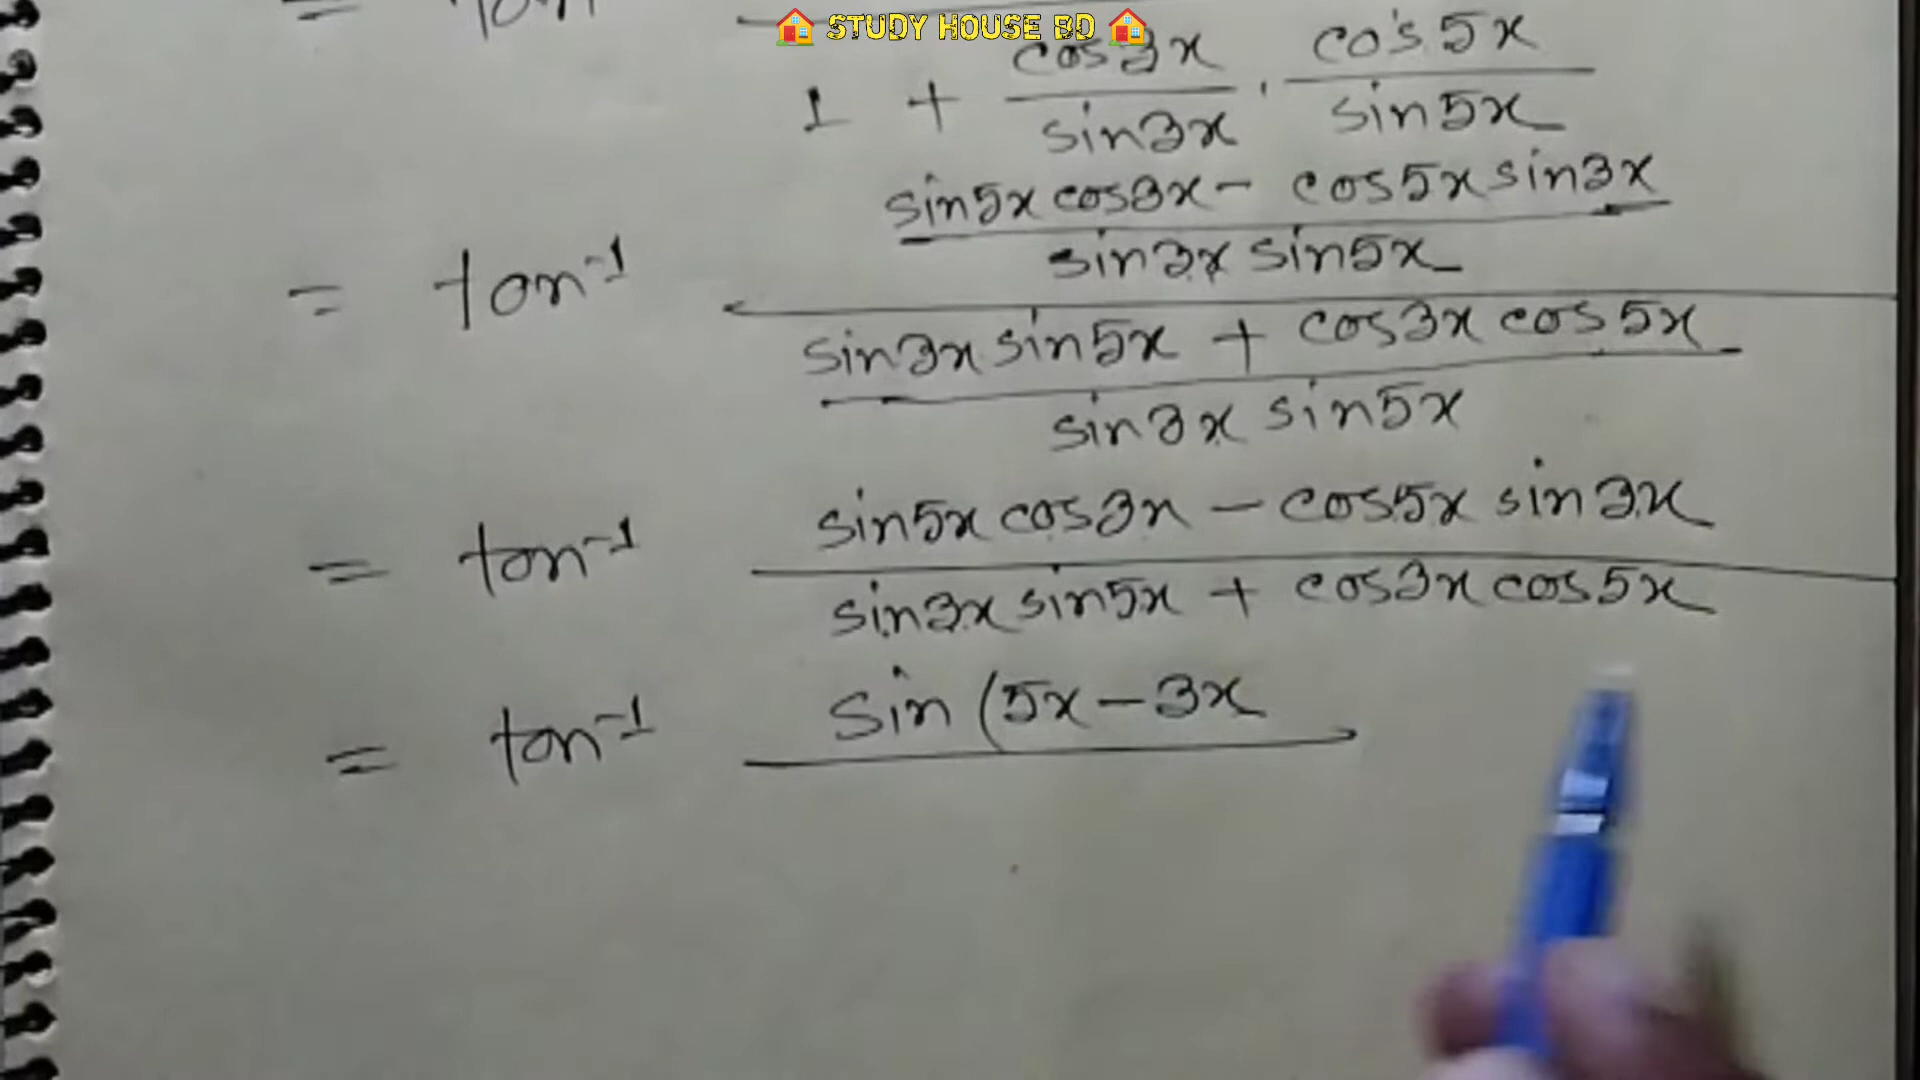 = tan
🏠 STUDY HOUSE BD 🏠
cos3x cos5x
1 + ——— . ———
sin3x sin5x
sin5x cos3x - cos5x sin3x
sin3x sin5x
= tan⁻¹
sin3x sin5x + cos3x cos5x
sin3x sin5x
sin5x cos3x - cos5x sin3x
= tan⁻¹
sin3x sin5x + cos3x cos5x
sin (5x - 3x
= tan⁻¹